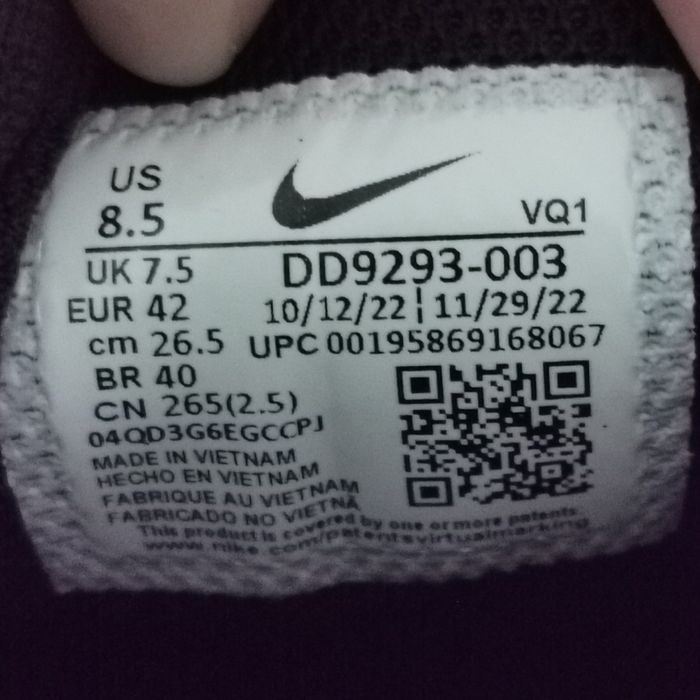 US
8.5
VQ1
UK 7.5
DD9293-003
EUR 42
10/12/22 ¦ 11/29/22
cm 26.5
UPC 00195869168067
BR 40
CN 265(2.5)
04QD3G6EGCCPJ
MADE IN VIETNAM
HECHO EN VIETNAM
FABRIQUE AU VIETNAM
FABRICADO NO VIETNÃ
This product is covered by one or more patents
www.nike.com/patentsvirtualmarking